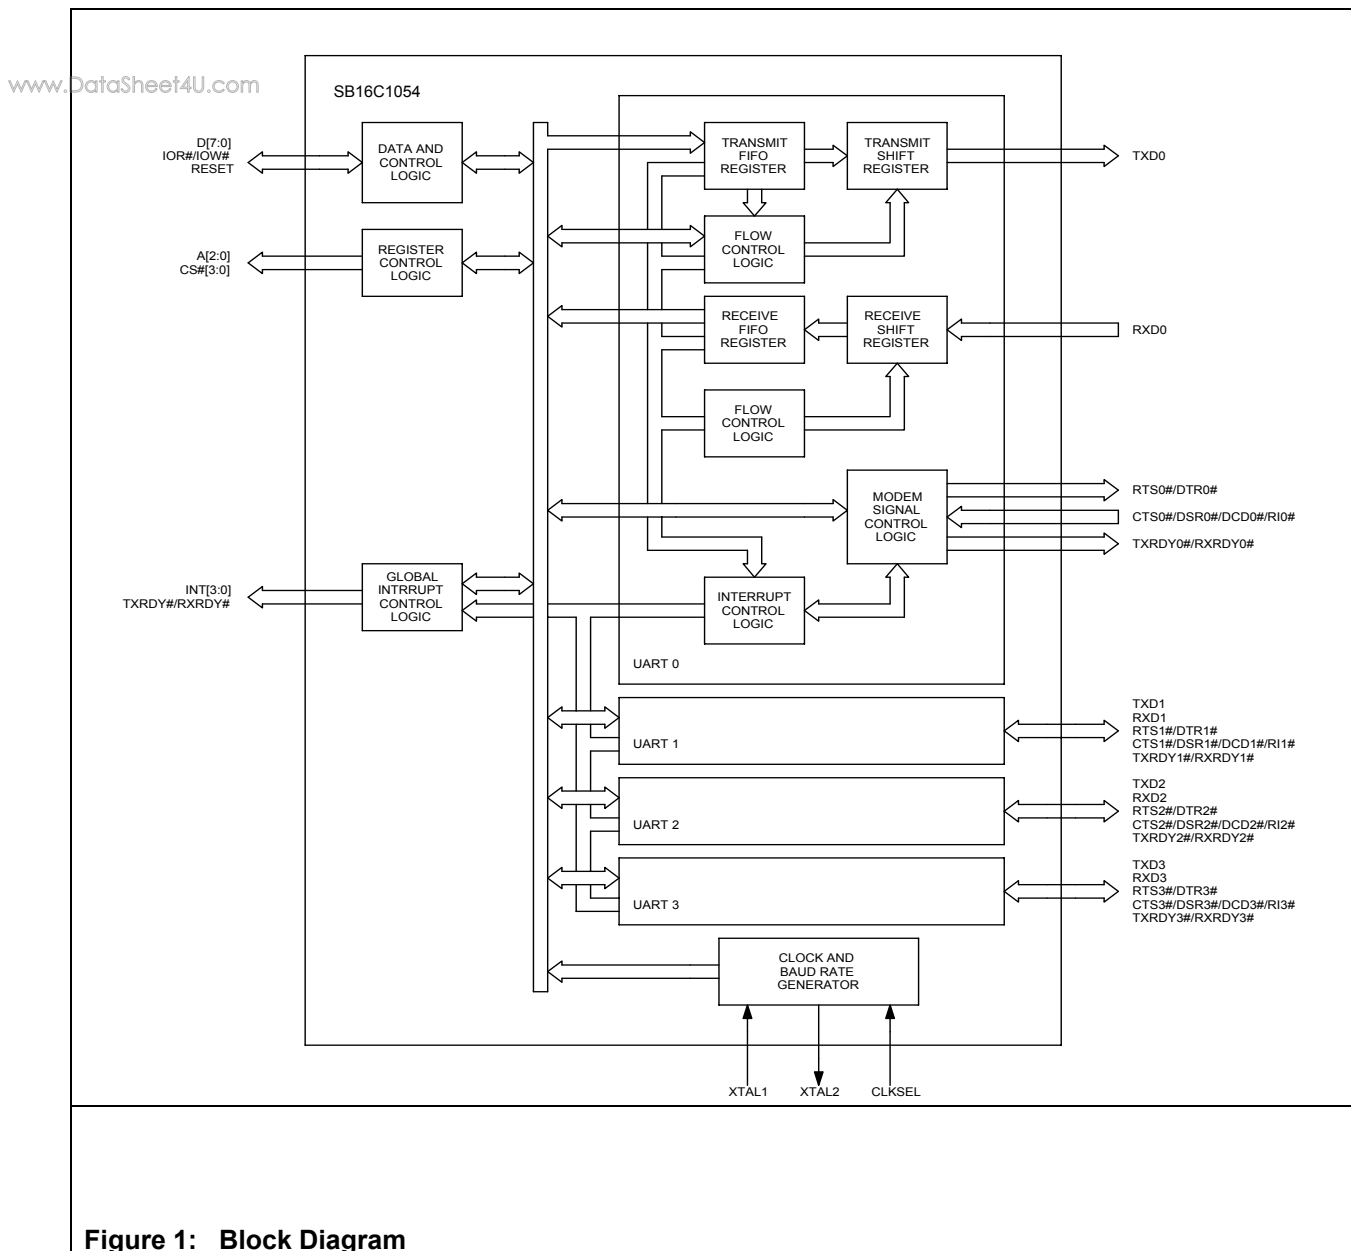 www.DataSheet4U.com
SB16C1054
D[7:0]
IOR#/IOW#
RESET
DATA AND
CONTROL
LOGIC
TRANSMIT
FIFO
REGISTER
TRANSMIT
SHIFT
REGISTER
TXD0
A[2:0]
CS#[3:0]
REGISTER
CONTROL
LOGIC
FLOW
CONTROL
LOGIC
RECEIVE
FIFO
REGISTER
RECEIVE
SHIFT
REGISTER
RXD0
FLOW
CONTROL
LOGIC
MODEM
SIGNAL
CONTROL
LOGIC
RTS0#/DTR0#
CTS0#/DSR0#/DCD0#/RI0#
TXRDY0#/RXRDY0#
INT[3:0]
TXRDY#/RXRDY#
GLOBAL
INTRRUPT
CONTROL
LOGIC
INTERRUPT
CONTROL
LOGIC
UART 0
UART 1
TXD1
RXD1
RTS1#/DTR1#
CTS1#/DSR1#/DCD1#/RI1#
TXRDY1#/RXRDY1#
UART 2
TXD2
RXD2
RTS2#/DTR2#
CTS2#/DSR2#/DCD2#/RI2#
TXRDY2#/RXRDY2#
UART 3
TXD3
RXD3
RTS3#/DTR3#
CTS3#/DSR3#/DCD3#/RI3#
TXRDY3#/RXRDY3#
CLOCK AND
BAUD RATE
GENERATOR
XTAL1
XTAL2
CLKSEL
Figure 1: Block Diagram